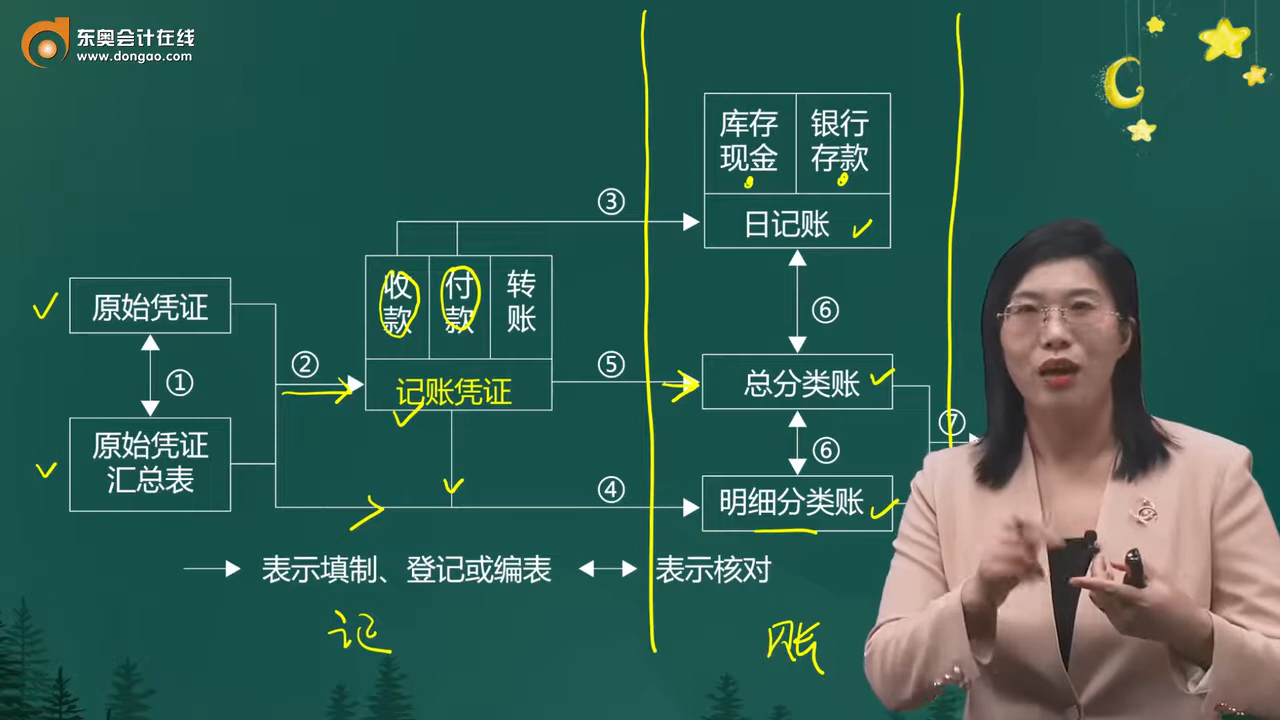 东奥会计在线
www.dongao.com
库存
现金
银行
存款
③
日记账
收
款
付
款
转
账
原始凭证
⑥
①
②
记账凭证
⑤
总分类账
⑦
原始凭证
汇总表
⑥
④
明细分类账
表示填制、登记或编表
表示核对
记
账